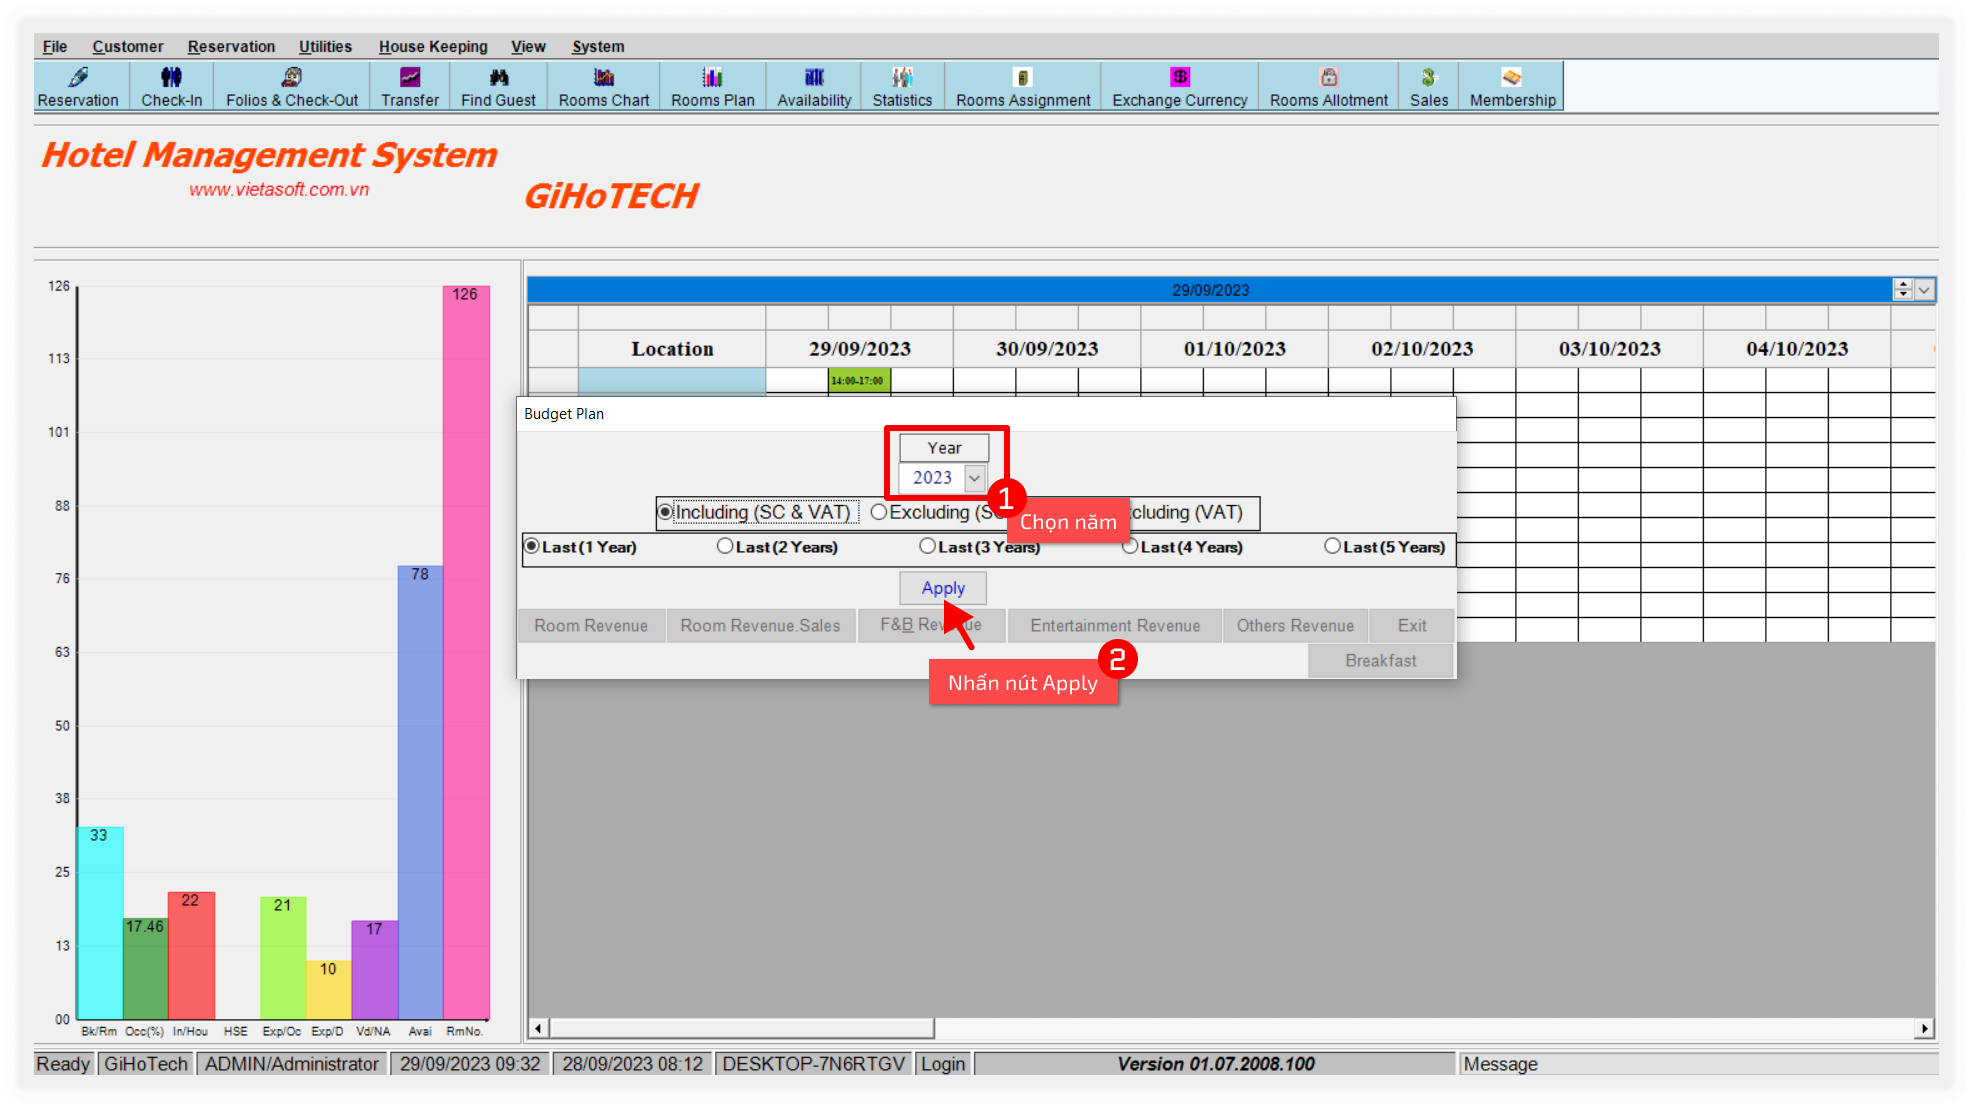 File Customer Reservation Utilities House Keeping View System
Reservation Check-In Folios & Check-Out Transfer Find Guest Rooms Chart Rooms Plan Availability Statistics Rooms Assignment Exchange Currency Rooms Allotment Sales Membership
Hotel Management System
www.vietasoft.com.vn
GiHoTECH
29/09/2023
Location 29/09/2023 30/09/2023 01/10/2023 02/10/2023 03/10/2023 04/10/2023
14:00-17:00
Budget Plan
Year
2023
1
Chọn năm
Including (SC & VAT) Excluding cluding (VAT)
Last (1 Year) Last (2 Years) Last (3 Years) Last (4 Years) Last (5 Years)
Apply
Room Revenue Room Revenue.Sales F&B Entertainment Revenue Others Revenue Exit
Breakfast
2
Nhấn nút Apply
126
113
101
88
76
63
50
38
25
13
00
33
17.46
22
21
10
17
78
126
Bk/Rm Occ(%) In/Hou HSE Exp/Oc Exp/D Vd/NA Avai RmNo.
Ready GiHoTech ADMIN/Administrator 29/09/2023 09:32 28/09/2023 08:12 DESKTOP-7N6RTGV Login Version 01.07.2008.100 Message